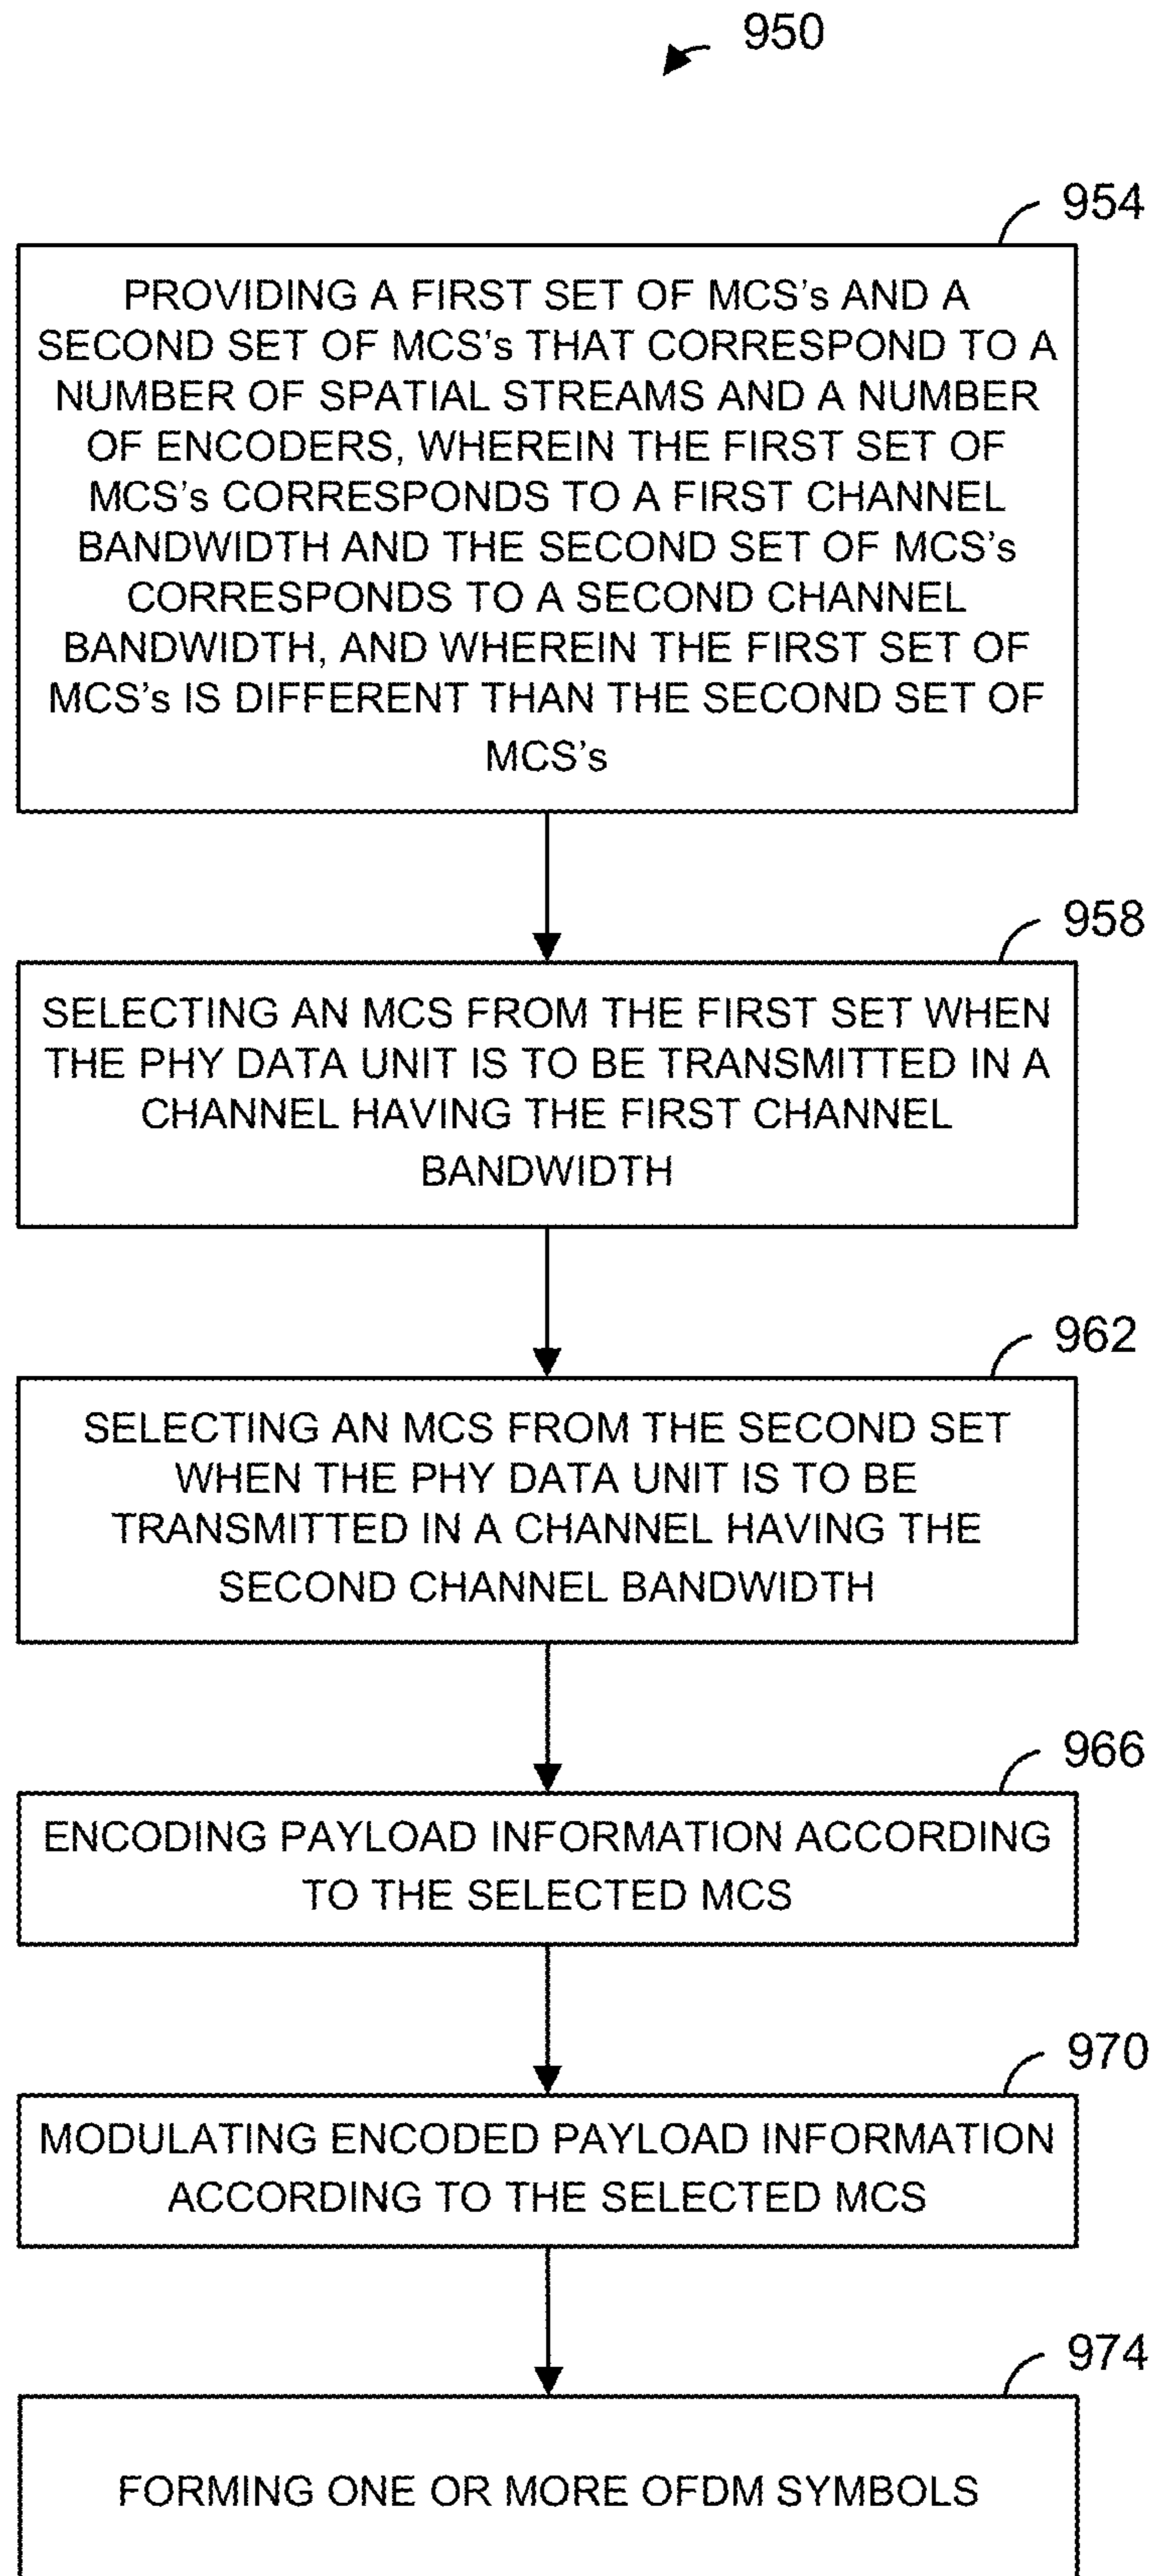 950
954
PROVIDING A FIRST SET OF MCS's AND A
SECOND SET OF MCS's THAT CORRESPOND TO A
NUMBER OF SPATIAL STREAMS AND A NUMBER
OF ENCODERS, WHEREIN THE FIRST SET OF
MCS's CORRESPONDS TO A FIRST CHANNEL
BANDWIDTH AND THE SECOND SET OF MCS's
CORRESPONDS TO A SECOND CHANNEL
BANDWIDTH, AND WHEREIN THE FIRST SET OF
MCS's IS DIFFERENT THAN THE SECOND SET OF
MCS's
958
SELECTING AN MCS FROM THE FIRST SET WHEN
THE PHY DATA UNIT IS TO BE TRANSMITTED IN A
CHANNEL HAVING THE FIRST CHANNEL
BANDWIDTH
962
SELECTING AN MCS FROM THE SECOND SET
WHEN THE PHY DATA UNIT IS TO BE
TRANSMITTED IN A CHANNEL HAVING THE
SECOND CHANNEL BANDWIDTH
966
ENCODING PAYLOAD INFORMATION ACCORDING
TO THE SELECTED MCS
970
MODULATING ENCODED PAYLOAD INFORMATION
ACCORDING TO THE SELECTED MCS
974
FORMING ONE OR MORE OFDM SYMBOLS